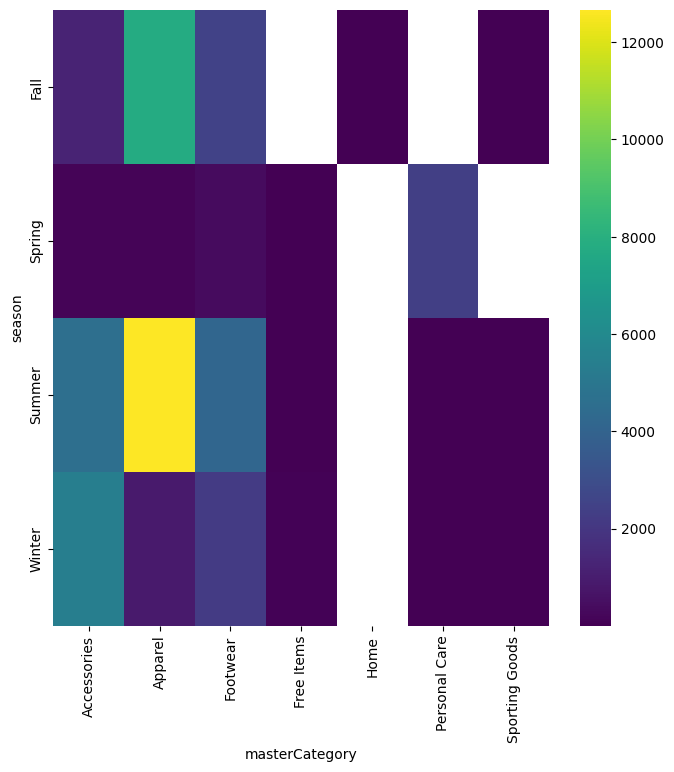 Fall
Spring
Summer
Winter
season
Accessories
Apparel
Footwear
Free Items
Home
Personal Care
Sporting Goods
masterCategory
12000
10000
8000
6000
4000
2000